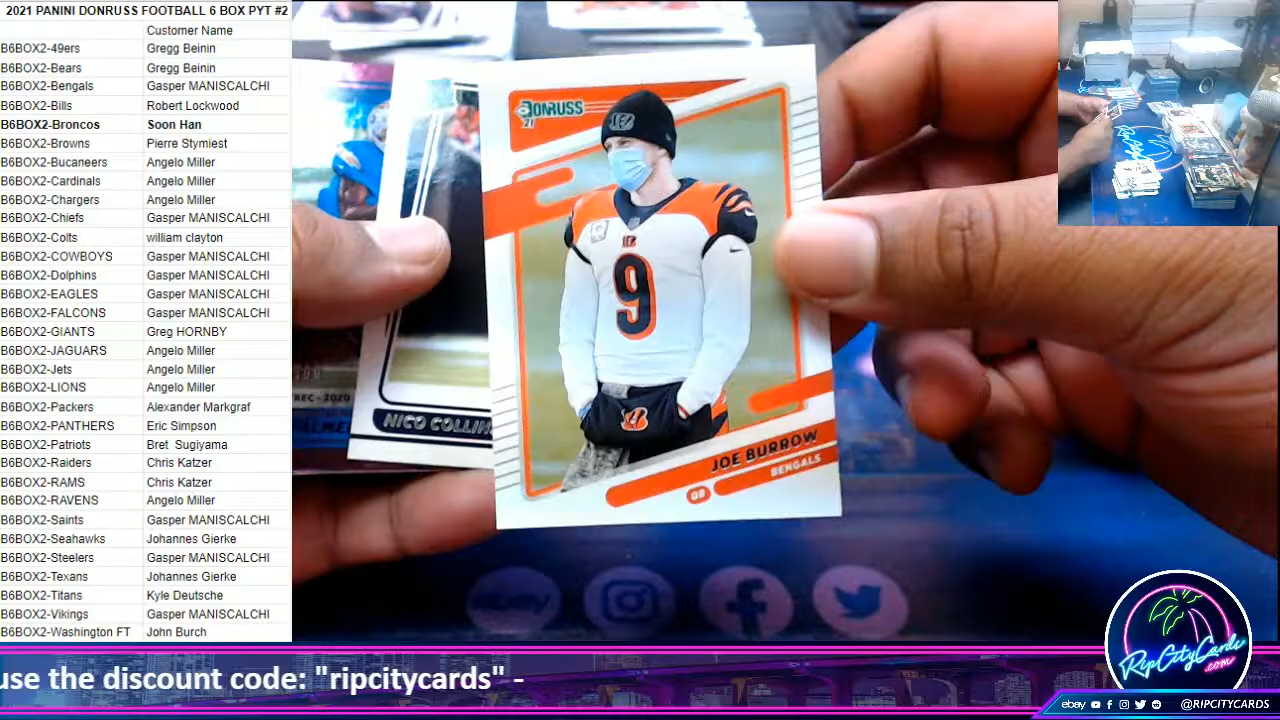 2021 PANINI DONRUSS FOOTBALL 6 BOX PYT #2
Customer Name
B6BOX2-49ers Gregg Beinin
B6BOX2-Bears Gregg Beinin
B6BOX2-Bengals Gasper MANISCALCHI
B6BOX2-Bills Robert Lockwood
B6BOX2-Broncos Soon Han
B6BOX2-Browns Pierre Stymiest
B6BOX2-Bucaneers Angelo Miller
B6BOX2-Cardinals Angelo Miller
B6BOX2-Chargers Angelo Miller
B6BOX2-Chiefs Gasper MANISCALCHI
B6BOX2-Colts william clayton
B6BOX2-COWBOYS Gasper MANISCALCHI
B6BOX2-Dolphins Gasper MANISCALCHI
B6BOX2-EAGLES Gasper MANISCALCHI
B6BOX2-FALCONS Gasper MANISCALCHI
B6BOX2-GIANTS Greg HORNBY
B6BOX2-JAGUARS Angelo Miller
B6BOX2-Jets Angelo Miller
B6BOX2-LIONS Angelo Miller
B6BOX2-Packers Alexander Markgraf
B6BOX2-PANTHERS Eric Simpson
B6BOX2-Patriots Bret Sugiyama
B6BOX2-Raiders Chris Katzer
B6BOX2-RAMS Chris Katzer
B6BOX2-RAVENS Angelo Miller
B6BOX2-Saints Gasper MANISCALCHI
B6BOX2-Seahawks Johannes Gierke
B6BOX2-Steelers Gasper MANISCALCHI
B6BOX2-Texans Johannes Gierke
B6BOX2-Titans Kyle Deutsche
B6BOX2-Vikings Gasper MANISCALCHI
B6BOX2-Washington FT John Burch
DONRUSS
21
9
JOE BURROW
QB BENGALS
NICO COLLIN
REC - 2020
RipCityCards
.com
use the discount code: "ripcitycards" -
ebay @RIPCITYCARDS